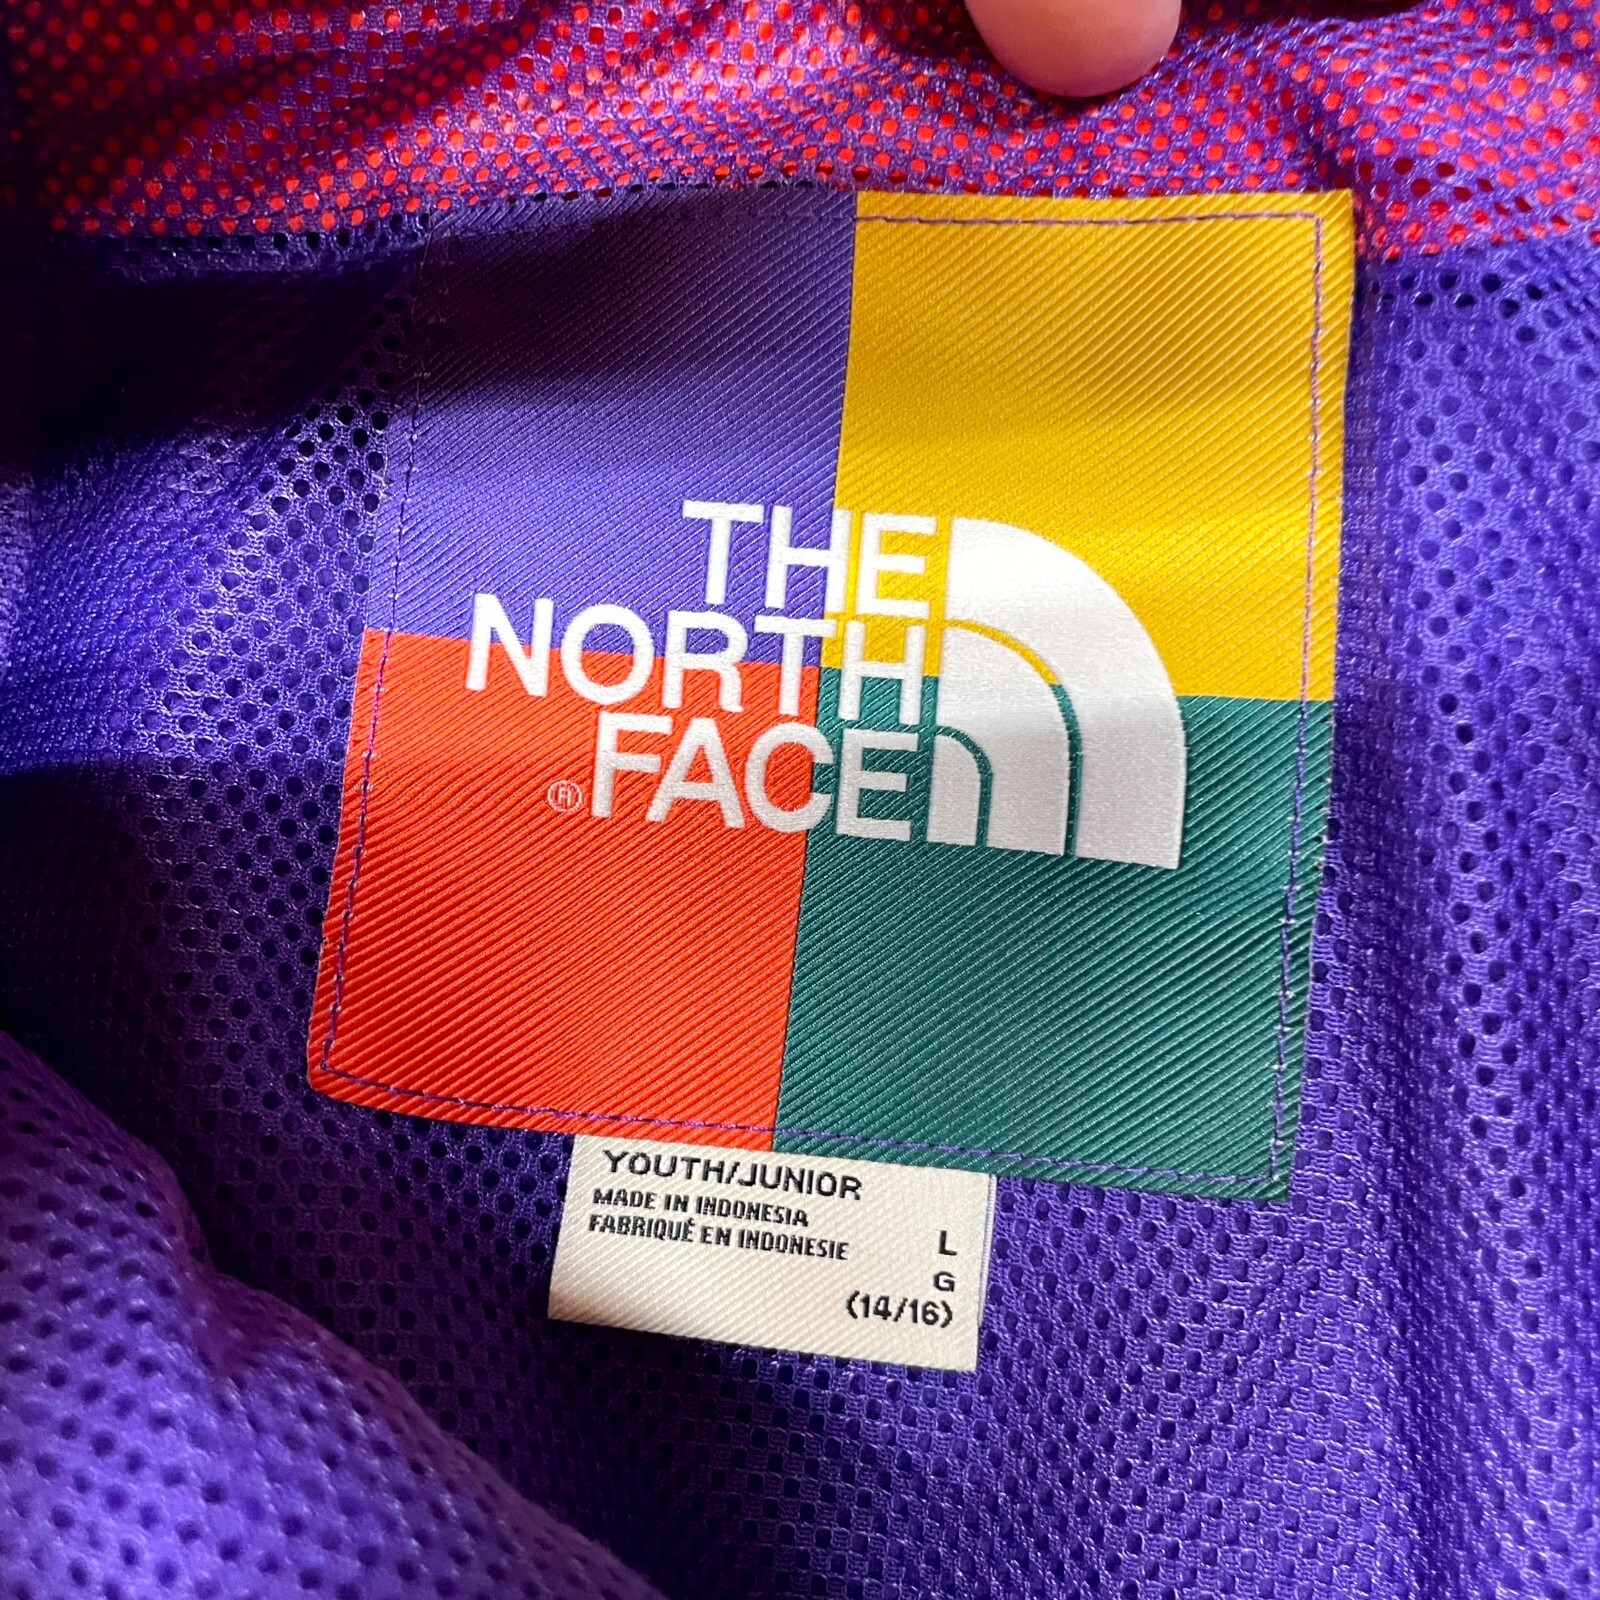 THE
NORTH
® FACE
YOUTH/JUNIOR
MADE IN INDONESIA
FABRIQUÉ EN INDONESIE
L
G
(14/16)